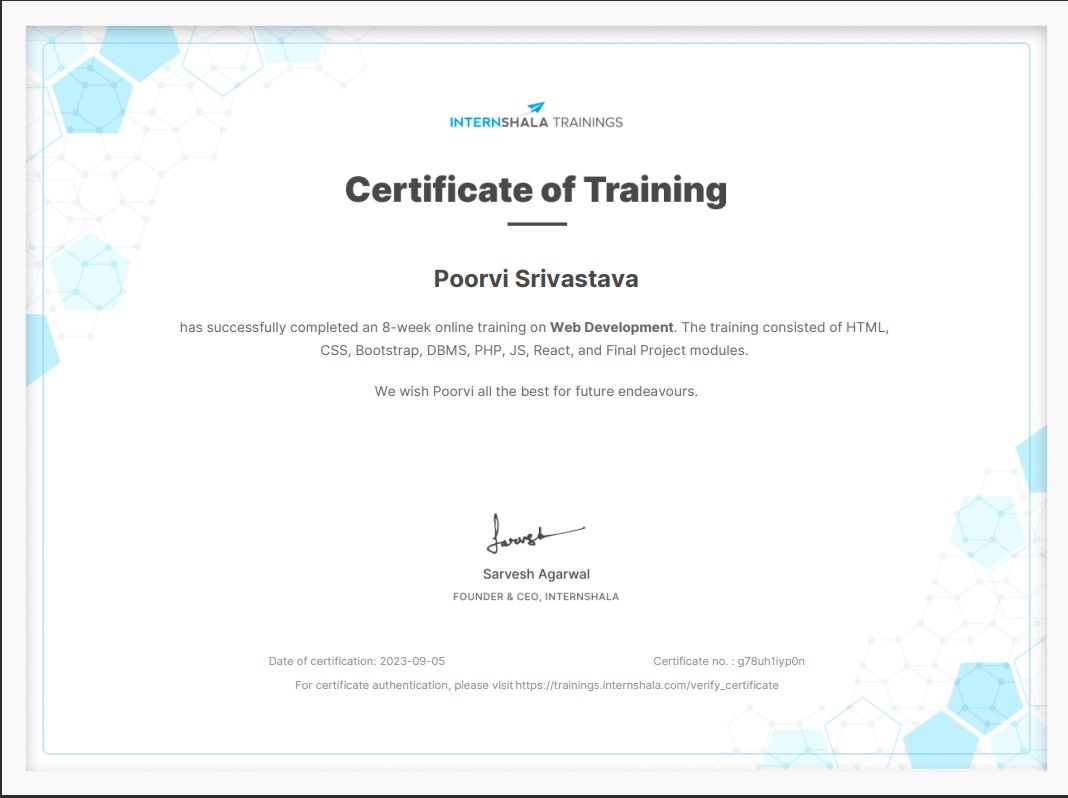 INTERNSHALA TRAININGS
Certificate of Training
Poorvi Srivastava
has successfully completed an 8-week online training on Web Development. The training consisted of HTML,
CSS, Bootstrap, DBMS, PHP, JS, React, and Final Project modules.
We wish Poorvi all the best for future endeavours.
Sarvesh
Sarvesh Agarwal
FOUNDER & CEO, INTERNSHALA
Date of certification: 2023-09-05
Certificate no. : g78uh1iyp0n
For certificate authentication, please visit https://trainings.internshala.com/verify_certificate